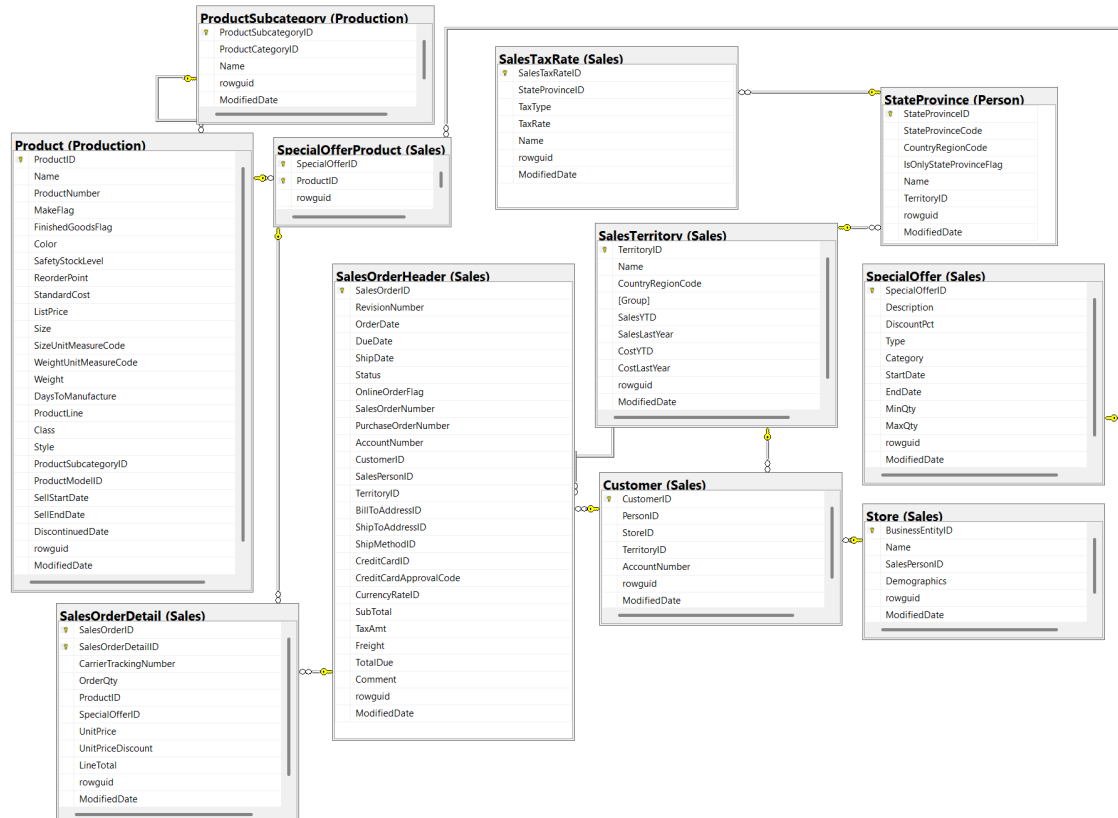 ProductSubcategory (Production)
ProductSubcategoryID
ProductCategoryID
Name
rowguid
ModifiedDate
Product (Production)
ProductID
Name
ProductNumber
MakeFlag
FinishedGoodsFlag
Color
SafetyStockLevel
ReorderPoint
StandardCost
ListPrice
Size
SizeUnitMeasureCode
WeightUnitMeasureCode
Weight
DaysToManufacture
ProductLine
Class
Style
ProductSubcategoryID
ProductModelID
SellStartDate
SellEndDate
DiscontinuedDate
rowguid
ModifiedDate
SpecialOfferProduct (Sales)
SpecialOfferID
ProductID
rowguid
SalesTaxRate (Sales)
SalesTaxRateID
StateProvinceID
TaxType
TaxRate
Name
rowguid
ModifiedDate
StateProvince (Person)
StateProvinceID
StateProvinceCode
CountryRegionCode
IsOnlyStateProvinceFlag
Name
TerritoryID
rowguid
ModifiedDate
SalesTerritory (Sales)
TerritoryID
Name
CountryRegionCode
[Group]
SalesYTD
SalesLastYear
CostYTD
CostLastYear
rowguid
ModifiedDate
SalesOrderHeader (Sales)
SalesOrderID
RevisionNumber
OrderDate
DueDate
ShipDate
Status
OnlineOrderFlag
SalesOrderNumber
PurchaseOrderNumber
AccountNumber
CustomerID
SalesPersonID
TerritoryID
BillToAddressID
ShipToAddressID
ShipMethodID
CreditCardID
CreditCardApprovalCode
CurrencyRateID
SubTotal
TaxAmt
Freight
TotalDue
Comment
rowguid
ModifiedDate
SpecialOffer (Sales)
SpecialOfferID
Description
DiscountPct
Type
Category
StartDate
EndDate
MinQty
MaxQty
rowguid
ModifiedDate
Customer (Sales)
CustomerID
PersonID
StoreID
TerritoryID
AccountNumber
rowguid
ModifiedDate
Store (Sales)
BusinessEntityID
Name
SalesPersonID
Demographics
rowguid
ModifiedDate
SalesOrderDetail (Sales)
SalesOrderID
SalesOrderDetailID
CarrierTrackingNumber
OrderQty
ProductID
SpecialOfferID
UnitPrice
UnitPriceDiscount
LineTotal
rowguid
ModifiedDate